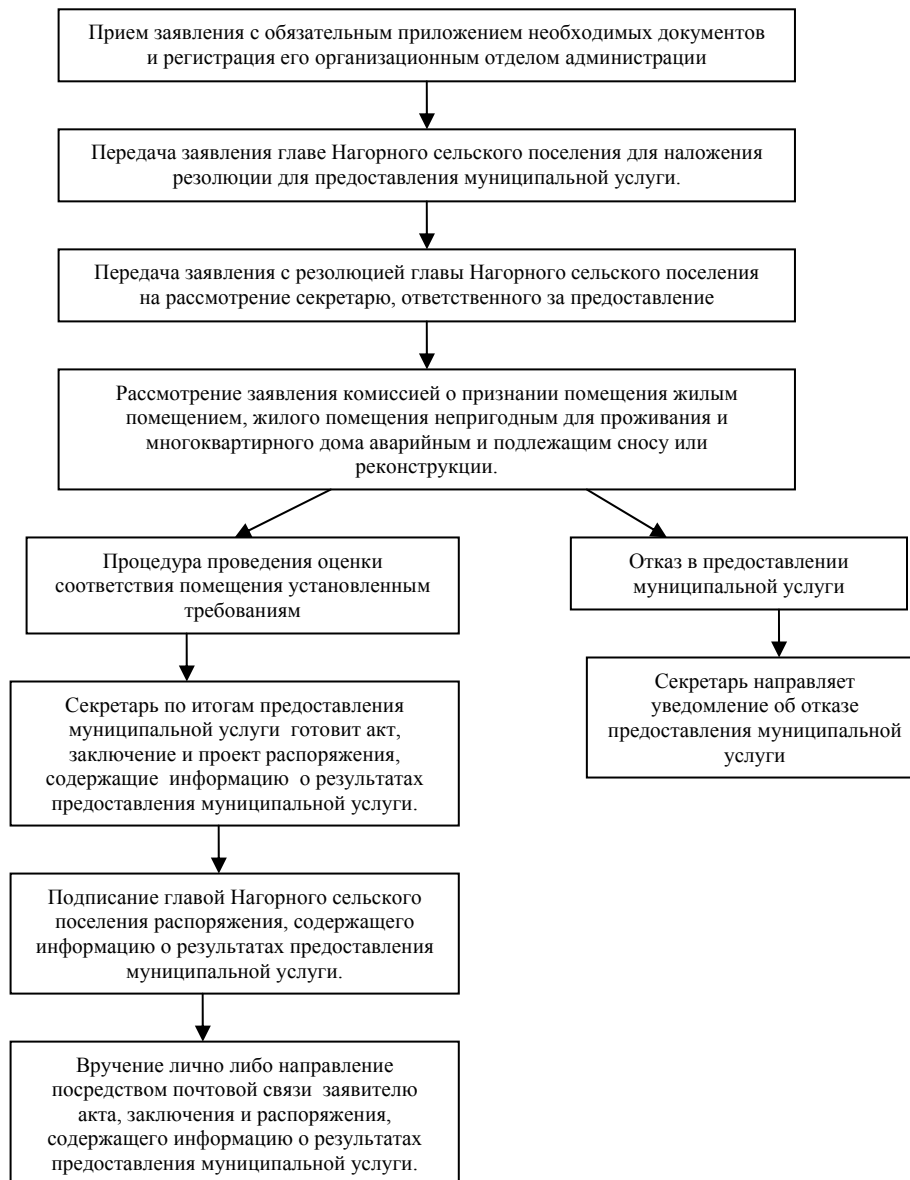 Прием заявления с обязательным приложением необходимых документов
и регистрация его организационным отделом администрации
Передача заявления главе Нагорного сельского поселения для наложения
резолюции для предоставления муниципальной услуги.
Передача заявления с резолюцией главы Нагорного сельского поселения
на рассмотрение секретарю, ответственного за предоставление
Рассмотрение заявления комиссией о признании помещения жилым
помещением, жилого помещения непригодным для проживания и
многоквартирного дома аварийным и подлежащим сносу или
реконструкции.
Процедура проведения оценки
соответствия помещения установленным
требованиям
Отказ в предоставлении
муниципальной услуги
Секретарь по итогам предоставления
муниципальной услуги готовит акт,
заключение и проект распоряжения,
содержащие информацию о результатах
предоставления муниципальной услуги.
Секретарь направляет
уведомление об отказе
предоставления муниципальной
услуги
Подписание главой Нагорного сельского
поселения распоряжения, содержащего
информацию о результатах предоставления
муниципальной услуги.
Вручение лично либо направление
посредством почтовой связи заявителю
акта, заключения и распоряжения,
содержащего информацию о результатах
предоставления муниципальной услуги.